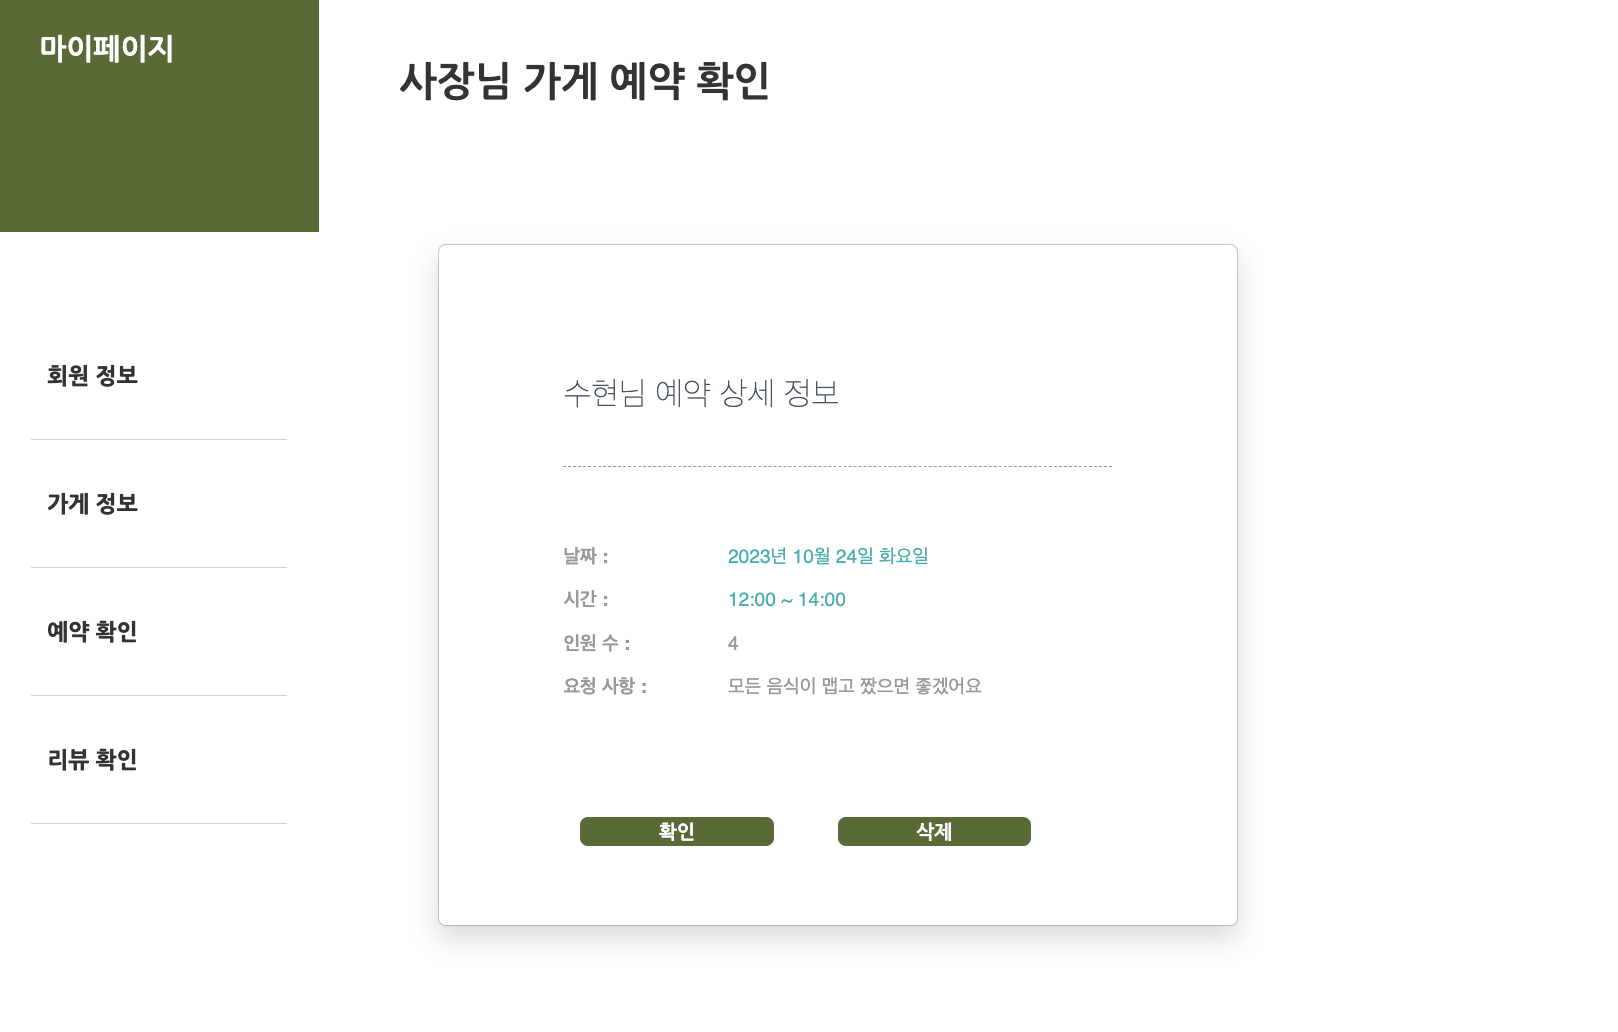 마이페이지
사장님 가게 예약 확인
회원 정보
가게 정보
예약 확인
리뷰 확인
수현님 예약 상세 정보
날짜 : 2023년 10월 24일 화요일
시간 : 12:00 ~ 14:00
인원 수 : 4
요청 사항 : 모든 음식이 맵고 짰으면 좋겠어요
확인 삭제